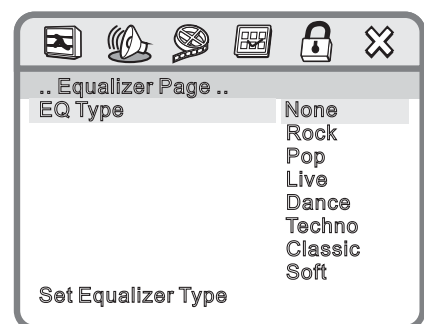 .. Equalizer Page ..
EQ Type None
Rock
Pop
Live
Dance
Techno
Classic
Soft
Set Equalizer Type